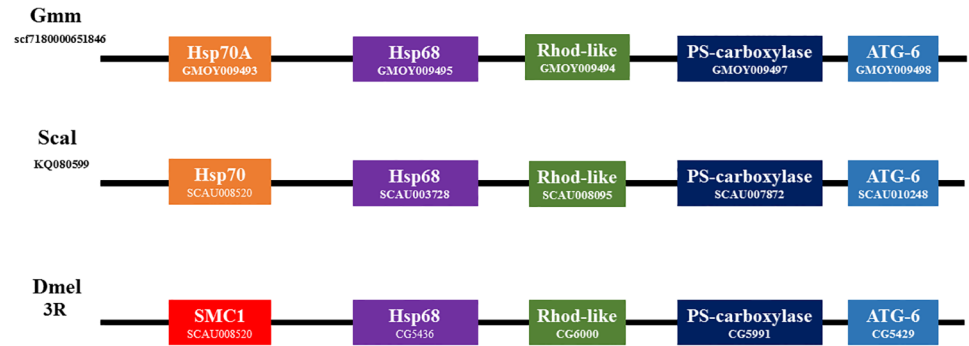 Gmm
scf7180000651846
Hsp70A
GMOY009493
Hsp68
GMOY009495
Rhod-like
GMOY009494
PS-carboxylase
GMOY009497
ATG-6
GMOY009498
Scal
KQ080599
Hsp70
SCAU008520
Hsp68
SCAU003728
Rhod-like
SCAU008095
PS-carboxylase
SCAU007872
ATG-6
SCAU010248
Dmel
3R
SMC1
SCAU008520
Hsp68
CG5436
Rhod-like
CG6000
PS-carboxylase
CG5991
ATG-6
CG5429